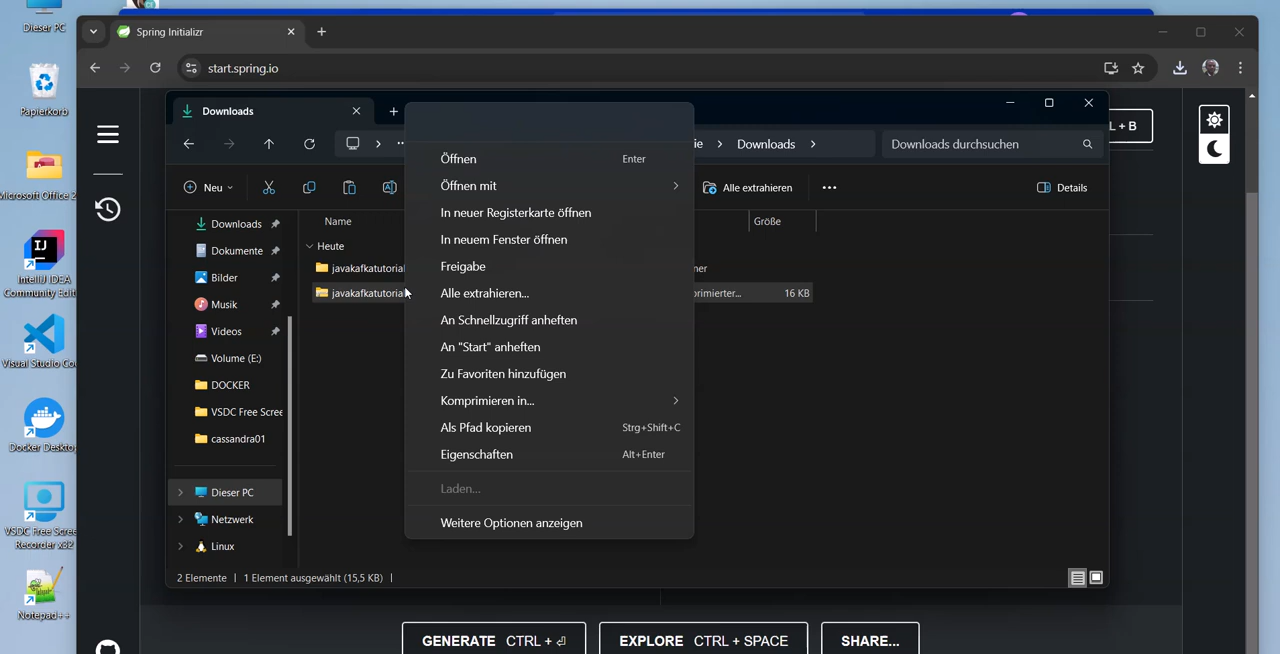 Dieser PC
Papierkorb
Microsoft Office 2
IntelliJ IDEA
Community Edit
Visual Studio Co
Docker Desktop
VSDC Free Scree
Recorder x32
Notepad++
Spring Initializr
start.spring.io
L + B
Downloads
Downloads
Downloads durchsuchen
Neu
Alle extrahieren
Details
Downloads
Dokumente
Bilder
Musik
Videos
Volume (E:)
DOCKER
VSDC Free Scree
cassandra01
Dieser PC
Netzwerk
Linux
Name
Größe
Heute
javakafkatutorial
javakafkatutorial
16 KB
Öffnen Enter
Öffnen mit
In neuer Registerkarte öffnen
In neuem Fenster öffnen
Freigabe
Alle extrahieren...
An Schnellzugriff anheften
An "Start" anheften
Zu Favoriten hinzufügen
Komprimieren in...
Als Pfad kopieren Strg+Shift+C
Eigenschaften Alt+Enter
Laden...
Weitere Optionen anzeigen
2 Elemente 1 Element ausgewählt (15,5 KB)
GENERATE CTRL + ⏎
EXPLORE CTRL + SPACE
SHARE...